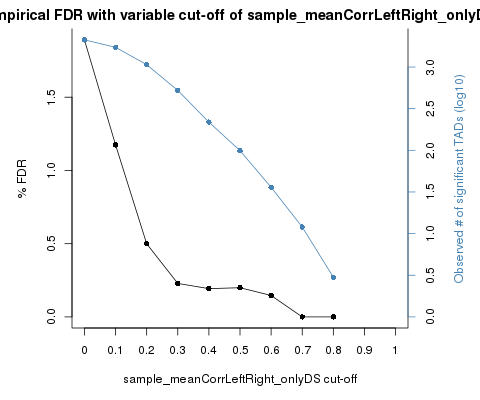 mpirical FDR with variable cut-off of sample_meanCorrLeftRight_onlyD
% FDR
1.5
1.0
0.5
0.0
3.0
2.5
2.0
1.5
1.0
0.5
0.0
Observed # of significant TADs (log10)
0 0.1 0.2 0.3 0.4 0.5 0.6 0.7 0.8 0.9 1
sample_meanCorrLeftRight_onlyDS cut-off